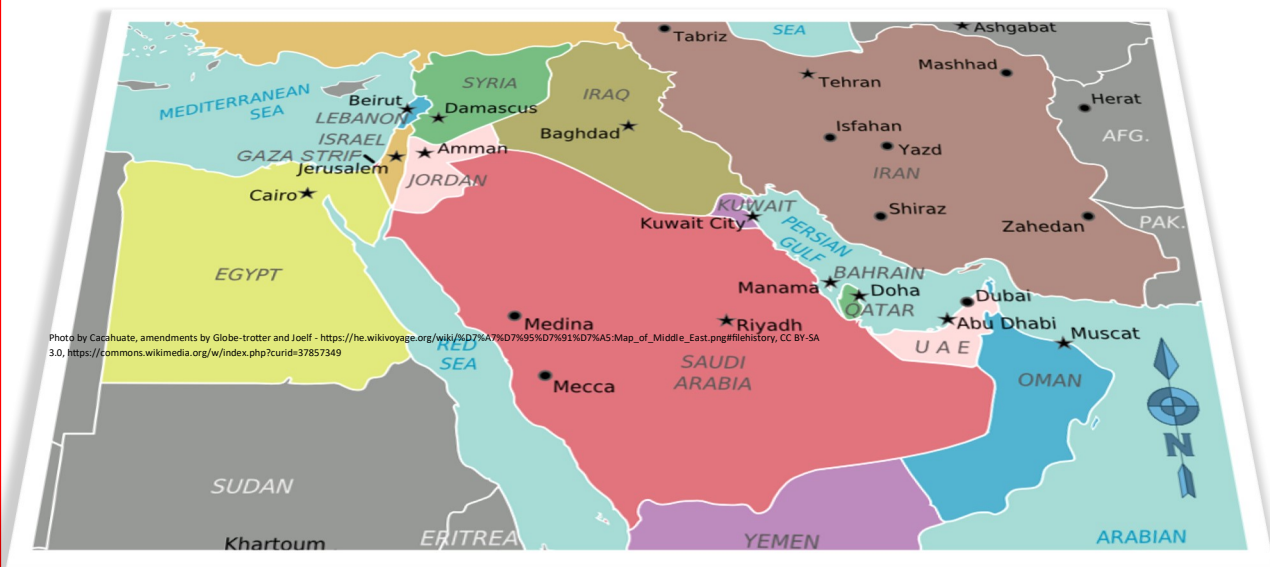 Tabriz
SEA
Ashgabat
Tehran
Mashhad
SYRIA
IRAQ
Herat
MEDITERRANEAN
SEA
Beirut
LEBANON
Damascus
Baghdad
Isfahan
AFG.
ISRAEL
GAZA STRIP
Amman
Yazd
Jerusalem
JORDAN
IRAN
Cairo
KUWAIT
Kuwait City
Shiraz
Zahedan
PAK.
PERSIAN
GULF
EGYPT
BAHRAIN
Manama
Doha
QATAR
Dubai
Abu Dhabi
Medina
Riyadh
Muscat
Photo by Cacahuate, amendments by Globe-trotter and Joelf - https://he.wikivoyage.org/wiki/%D7%A7%D7%95%D7%91%D7%A5:Map_of_Middle_East.png#filehistory, CC BY-SA
3.0, https://commons.wikimedia.org/w/index.php?curid=37857349
RED
SEA
U A E
SAUDI
ARABIA
Mecca
OMAN
N
SUDAN
Khartoum
ERITREA
YEMEN
ARABIAN